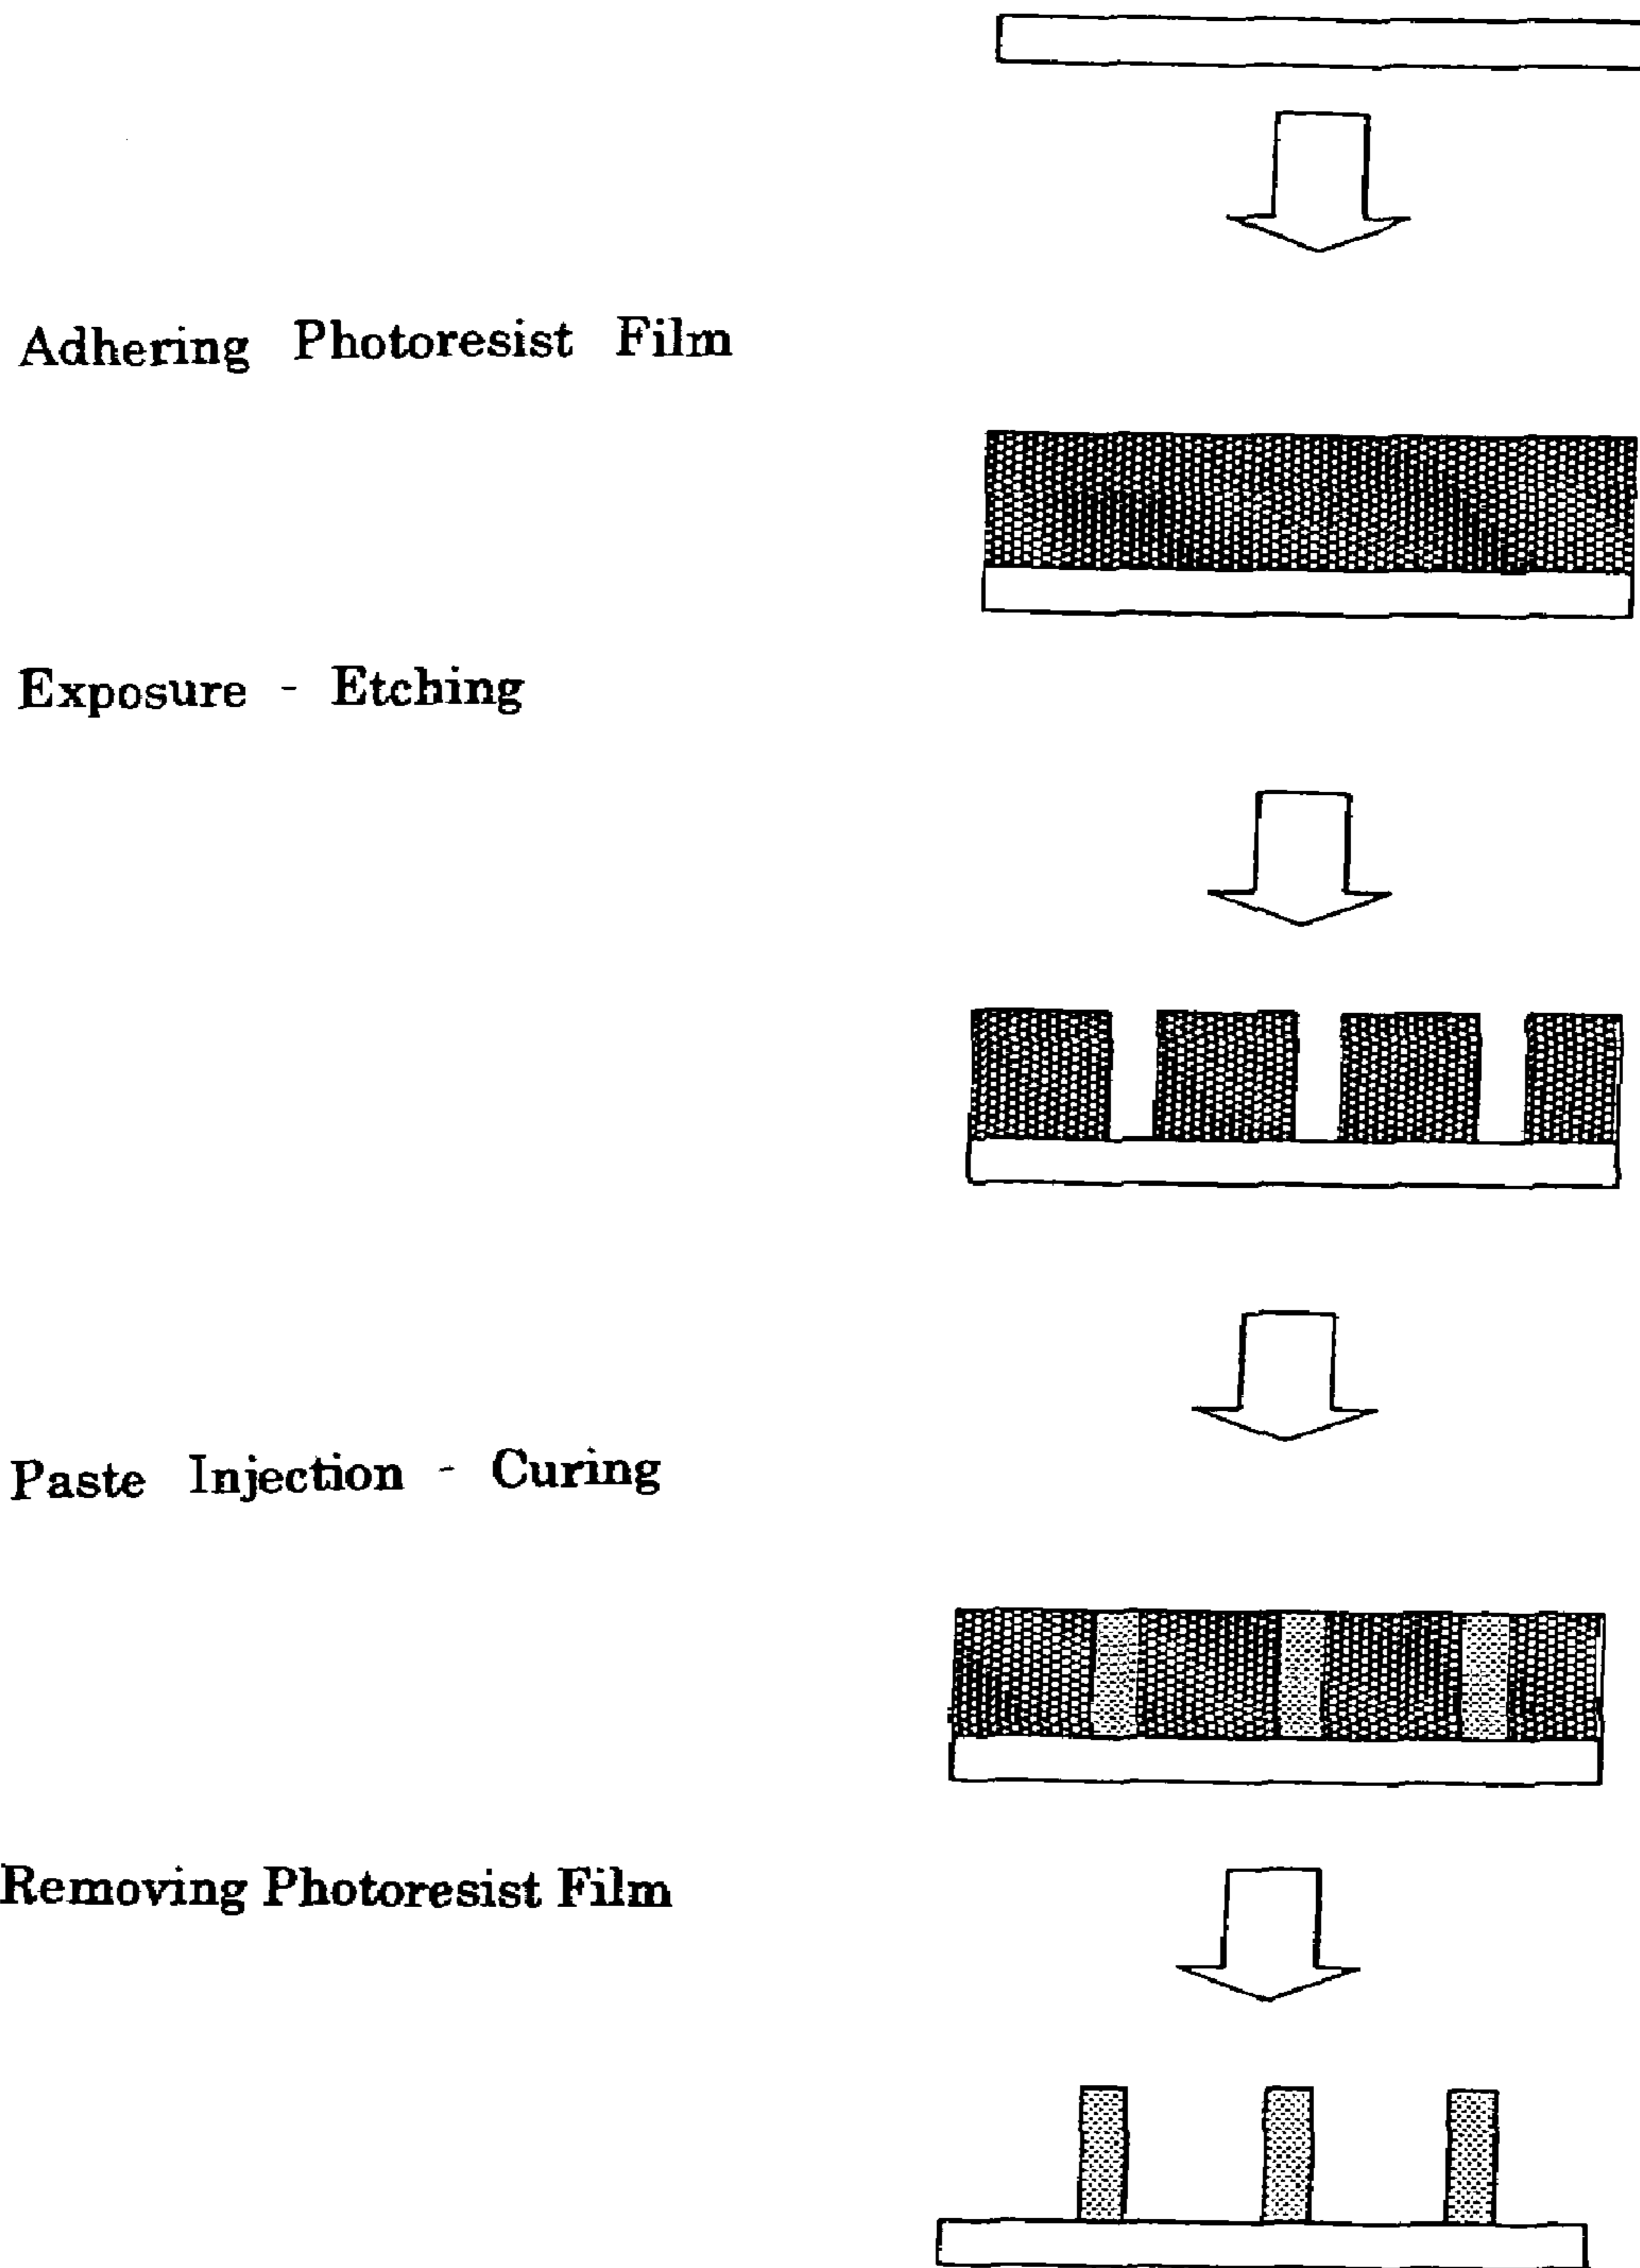 Adhering Photoresist Film
Exposure - Etching
Paste Injection - Curing
Removing Photoresist Film